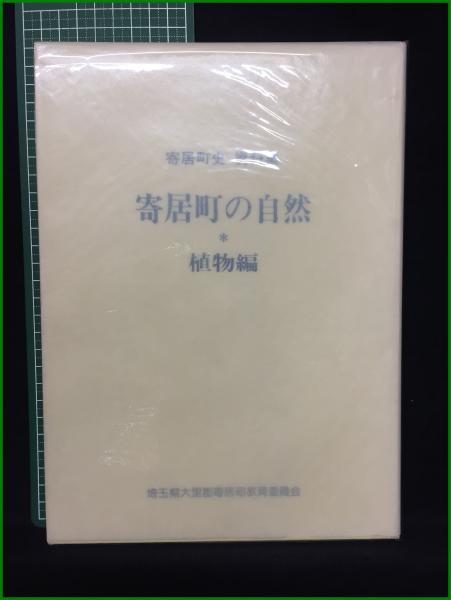 寄居町史
寄居町の自然
*
植物編
埼玉県大里郡寄居町教育委員会